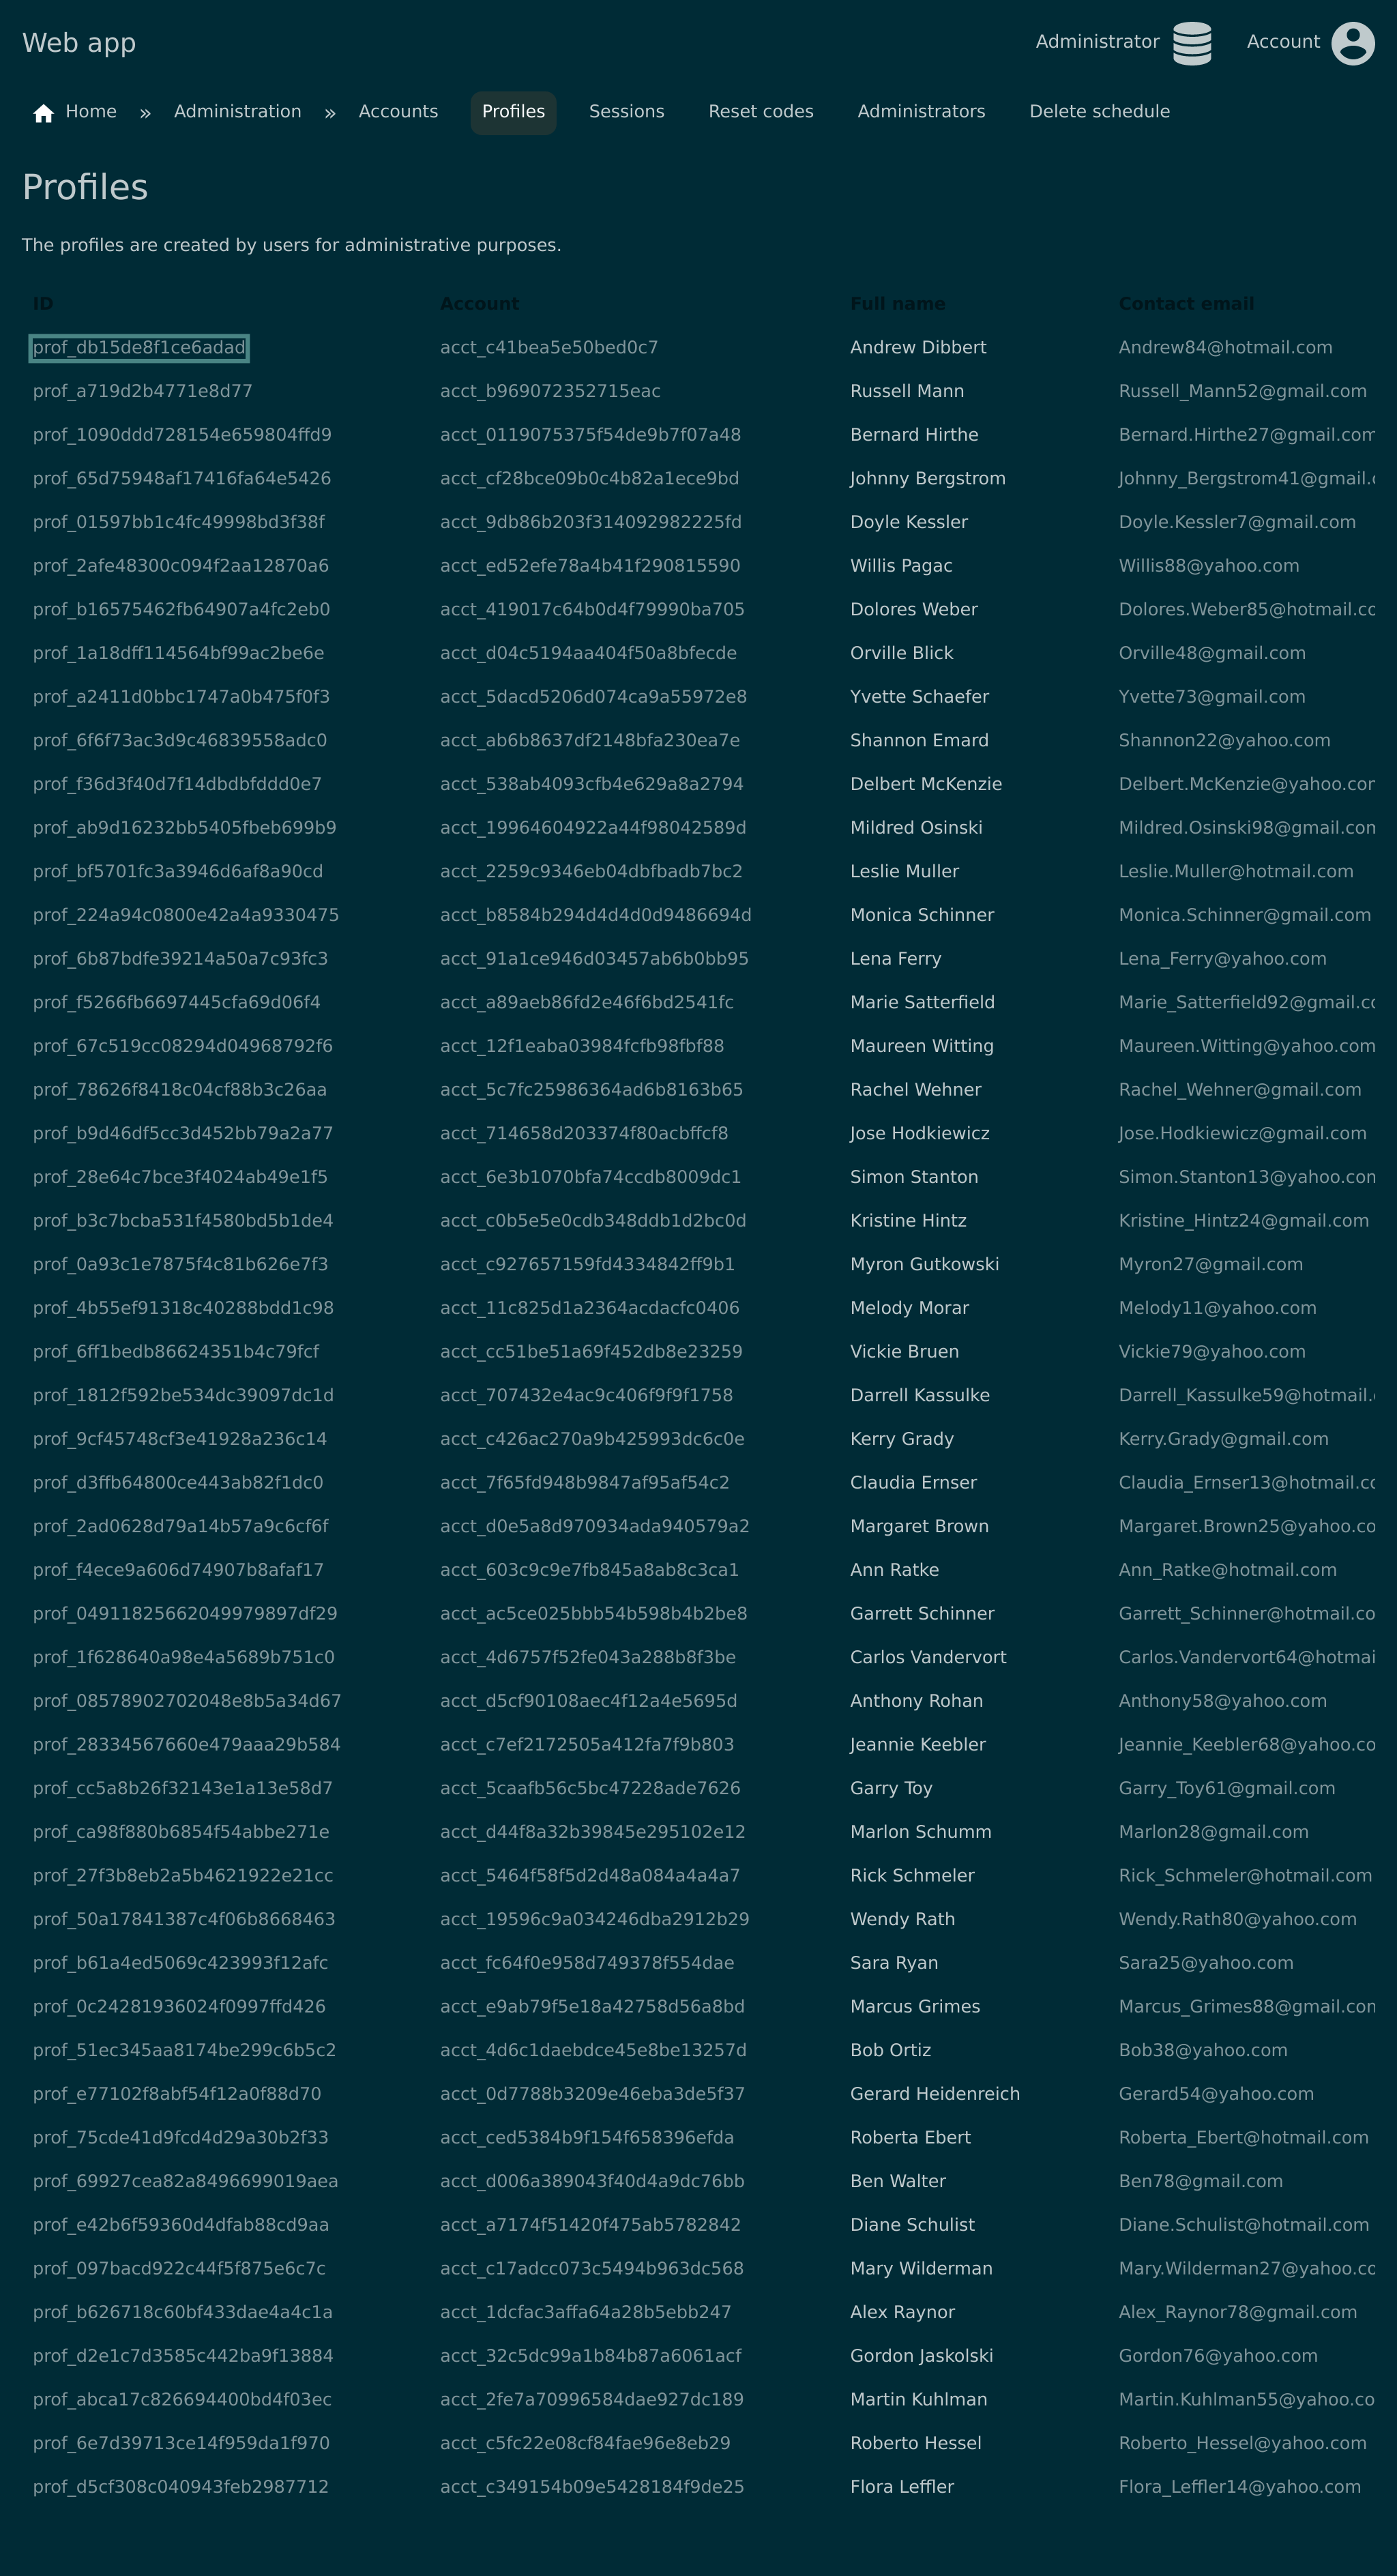 Web app
Administrator
Account
Home » Administration » Accounts Profiles Sessions Reset codes Administrators Delete schedule
Profiles
The profiles are created by users for administrative purposes.
ID Account Full name Contact email
prof_db15de8f1ce6adad acct_c41bea5e50bed0c7 Andrew Dibbert Andrew84@hotmail.com
prof_a719d2b4771e8d77 acct_b969072352715eac Russell Mann Russell_Mann52@gmail.com
prof_1090ddd728154e659804ffd9 acct_0119075375f54de9b7f07a48 Bernard Hirthe Bernard.Hirthe27@gmail.com
prof_65d75948af17416fa64e5426 acct_cf28bce09b0c4b82a1ece9bd Johnny Bergstrom Johnny_Bergstrom41@gmail.c
prof_01597bb1c4fc49998bd3f38f acct_9db86b203f314092982225fd Doyle Kessler Doyle.Kessler7@gmail.com
prof_2afe48300c094f2aa12870a6 acct_ed52efe78a4b41f290815590 Willis Pagac Willis88@yahoo.com
prof_b16575462fb64907a4fc2eb0 acct_419017c64b0d4f79990ba705 Dolores Weber Dolores.Weber85@hotmail.cc
prof_1a18dff114564bf99ac2be6e acct_d04c5194aa404f50a8bfecde Orville Blick Orville48@gmail.com
prof_a2411d0bbc1747a0b475f0f3 acct_5dacd5206d074ca9a55972e8 Yvette Schaefer Yvette73@gmail.com
prof_6f6f73ac3d9c46839558adc0 acct_ab6b8637df2148bfa230ea7e Shannon Emard Shannon22@yahoo.com
prof_f36d3f40d7f14dbdbfddd0e7 acct_538ab4093cfb4e629a8a2794 Delbert McKenzie Delbert.McKenzie@yahoo.com
prof_ab9d16232bb5405fbeb699b9 acct_19964604922a44f98042589d Mildred Osinski Mildred.Osinski98@gmail.com
prof_bf5701fc3a3946d6af8a90cd acct_2259c9346eb04dbfbadb7bc2 Leslie Muller Leslie.Muller@hotmail.com
prof_224a94c0800e42a4a9330475 acct_b8584b294d4d4d0d9486694d Monica Schinner Monica.Schinner@gmail.com
prof_6b87bdfe39214a50a7c93fc3 acct_91a1ce946d03457ab6b0bb95 Lena Ferry Lena_Ferry@yahoo.com
prof_f5266fb6697445cfa69d06f4 acct_a89aeb86fd2e46f6bd2541fc Marie Satterfield Marie_Satterfield92@gmail.cc
prof_67c519cc08294d04968792f6 acct_12f1eaba03984fcfb98fbf88 Maureen Witting Maureen.Witting@yahoo.com
prof_78626f8418c04cf88b3c26aa acct_5c7fc25986364ad6b8163b65 Rachel Wehner Rachel_Wehner@gmail.com
prof_b9d46df5cc3d452bb79a2a77 acct_714658d203374f80acbffcf8 Jose Hodkiewicz Jose.Hodkiewicz@gmail.com
prof_28e64c7bce3f4024ab49e1f5 acct_6e3b1070bfa74ccdb8009dc1 Simon Stanton Simon.Stanton13@yahoo.com
prof_b3c7bcba531f4580bd5b1de4 acct_c0b5e5e0cdb348ddb1d2bc0d Kristine Hintz Kristine_Hintz24@gmail.com
prof_0a93c1e7875f4c81b626e7f3 acct_c927657159fd4334842ff9b1 Myron Gutkowski Myron27@gmail.com
prof_4b55ef91318c40288bdd1c98 acct_11c825d1a2364acdacfc0406 Melody Morar Melody11@yahoo.com
prof_6ff1bedb86624351b4c79fcf acct_cc51be51a69f452db8e23259 Vickie Bruen Vickie79@yahoo.com
prof_1812f592be534dc39097dc1d acct_707432e4ac9c406f9f9f1758 Darrell Kassulke Darrell_Kassulke59@hotmail.
prof_9cf45748cf3e41928a236c14 acct_c426ac270a9b425993dc6c0e Kerry Grady Kerry.Grady@gmail.com
prof_d3ffb64800ce443ab82f1dc0 acct_7f65fd948b9847af95af54c2 Claudia Ernser Claudia_Ernser13@hotmail.cc
prof_2ad0628d79a14b57a9c6cf6f acct_d0e5a8d970934ada940579a2 Margaret Brown Margaret.Brown25@yahoo.co
prof_f4ece9a606d74907b8afaf17 acct_603c9c9e7fb845a8ab8c3ca1 Ann Ratke Ann_Ratke@hotmail.com
prof_04911825662049979897df29 acct_ac5ce025bbb54b598b4b2be8 Garrett Schinner Garrett_Schinner@hotmail.co
prof_1f628640a98e4a5689b751c0 acct_4d6757f52fe043a288b8f3be Carlos Vandervort Carlos.Vandervort64@hotmai
prof_08578902702048e8b5a34d67 acct_d5cf90108aec4f12a4e5695d Anthony Rohan Anthony58@yahoo.com
prof_28334567660e479aaa29b584 acct_c7ef2172505a412fa7f9b803 Jeannie Keebler Jeannie_Keebler68@yahoo.co
prof_cc5a8b26f32143e1a13e58d7 acct_5caafb56c5bc47228ade7626 Garry Toy Garry_Toy61@gmail.com
prof_ca98f880b6854f54abbe271e acct_d44f8a32b39845e295102e12 Marlon Schumm Marlon28@gmail.com
prof_27f3b8eb2a5b4621922e21cc acct_5464f58f5d2d48a084a4a4a7 Rick Schmeler Rick_Schmeler@hotmail.com
prof_50a17841387c4f06b8668463 acct_19596c9a034246dba2912b29 Wendy Rath Wendy.Rath80@yahoo.com
prof_b61a4ed5069c423993f12afc acct_fc64f0e958d749378f554dae Sara Ryan Sara25@yahoo.com
prof_0c24281936024f0997ffd426 acct_e9ab79f5e18a42758d56a8bd Marcus Grimes Marcus_Grimes88@gmail.com
prof_51ec345aa8174be299c6b5c2 acct_4d6c1daebdce45e8be13257d Bob Ortiz Bob38@yahoo.com
prof_e77102f8abf54f12a0f88d70 acct_0d7788b3209e46eba3de5f37 Gerard Heidenreich Gerard54@yahoo.com
prof_75cde41d9fcd4d29a30b2f33 acct_ced5384b9f154f658396efda Roberta Ebert Roberta_Ebert@hotmail.com
prof_69927cea82a8496699019aea acct_d006a389043f40d4a9dc76bb Ben Walter Ben78@gmail.com
prof_e42b6f59360d4dfab88cd9aa acct_a7174f51420f475ab5782842 Diane Schulist Diane.Schulist@hotmail.com
prof_097bacd922c44f5f875e6c7c acct_c17adcc073c5494b963dc568 Mary Wilderman Mary.Wilderman27@yahoo.cc
prof_b626718c60bf433dae4a4c1a acct_1dcfac3affa64a28b5ebb247 Alex Raynor Alex_Raynor78@gmail.com
prof_d2e1c7d3585c442ba9f13884 acct_32c5dc99a1b84b87a6061acf Gordon Jaskolski Gordon76@yahoo.com
prof_abca17c826694400bd4f03ec acct_2fe7a70996584dae927dc189 Martin Kuhlman Martin.Kuhlman55@yahoo.co
prof_6e7d39713ce14f959da1f970 acct_c5fc22e08cf84fae96e8eb29 Roberto Hessel Roberto_Hessel@yahoo.com
prof_d5cf308c040943feb2987712 acct_c349154b09e5428184f9de25 Flora Leffler Flora_Leffler14@yahoo.com